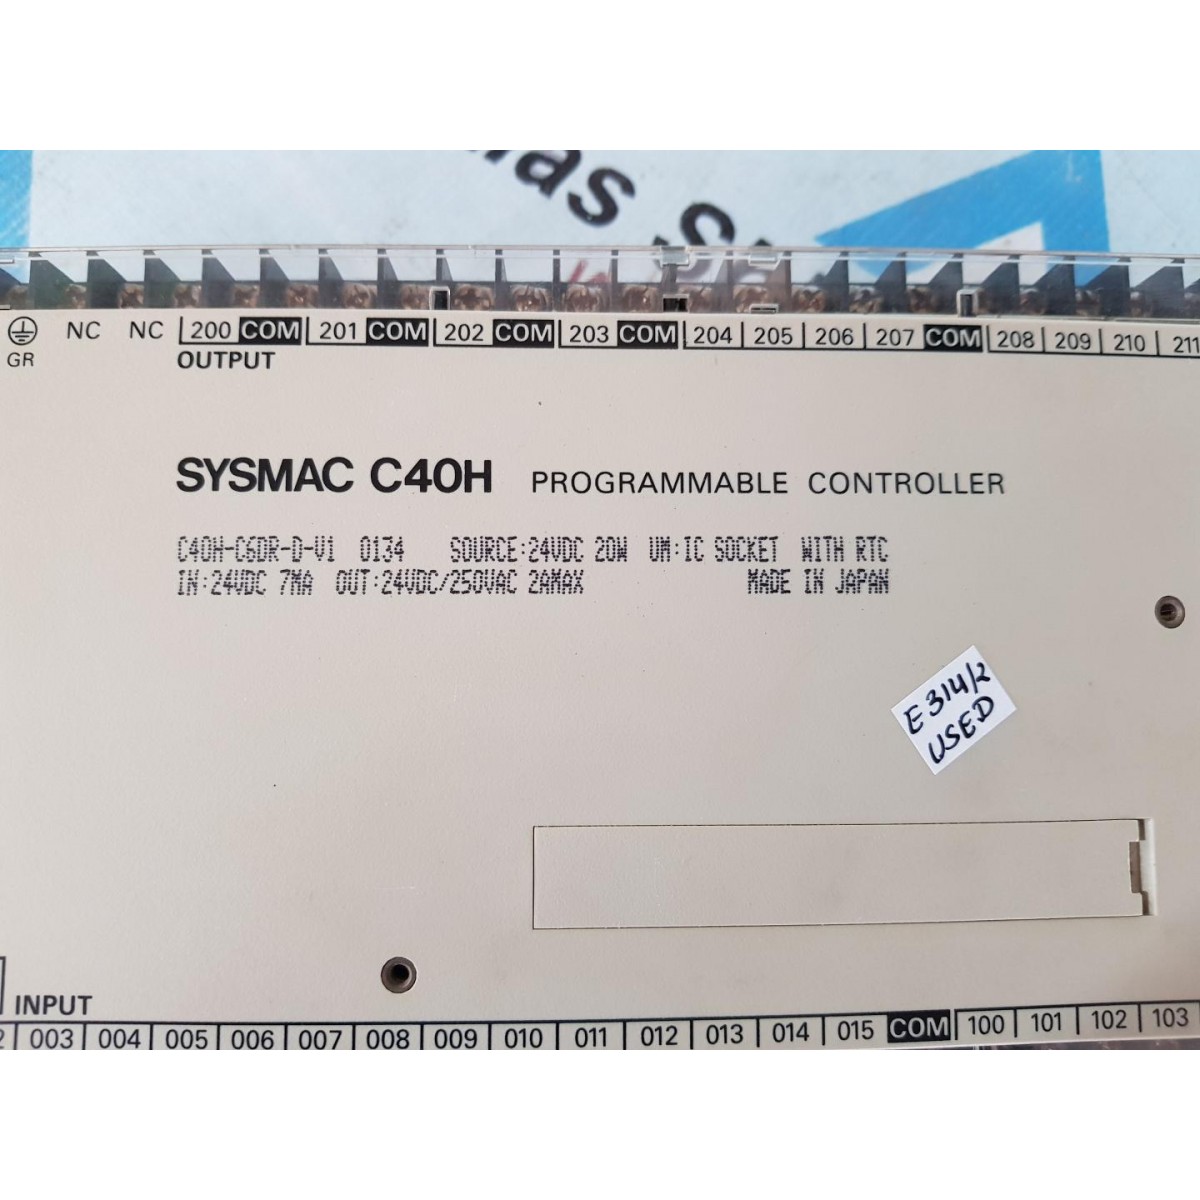 NC NC 200 COM 201 COM 202 COM 203 COM 204 205 206 207 COM 208 209 210 211
GR OUTPUT
SYSMAC C40H PROGRAMMABLE CONTROLLER
C40H-C6DR-D-V1 0134 SOURCE:24VDC 20W UM:IC SOCKET WITH RTC
IN:24VDC 7MA OUT:24VDC/250VAC 2AMAX MADE IN JAPAN
E 314/2
USED
INPUT
003 004 005 006 007 008 009 010 011 012 013 014 015 COM 100 101 102 103